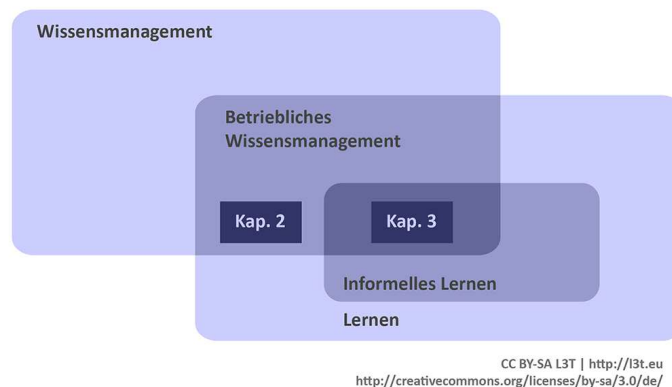 Wissensmanagement
Betriebliches
Wissensmanagement
Kap. 2
Kap. 3
Informelles Lernen
Lernen
CC BY-SA L3T | http://l3t.eu
http://creativecommons.org/licenses/by-sa/3.0/de/